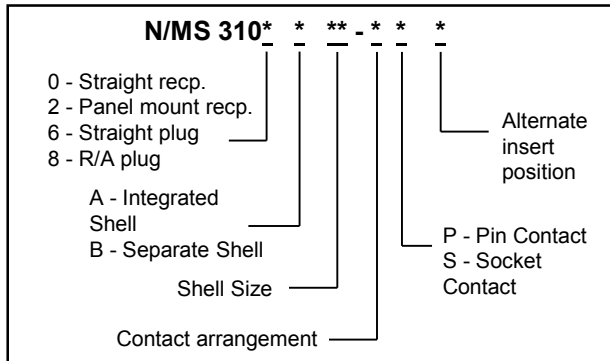 N/MS 310* * ** - * * *
0 - Straight recp.
2 - Panel mount recp.
6 - Straight plug
8 - R/A plug
A - Integrated
Shell
B - Separate Shell
Shell Size
Contact arrangement
Alternate
insert
position
P - Pin Contact
S - Socket
Contact